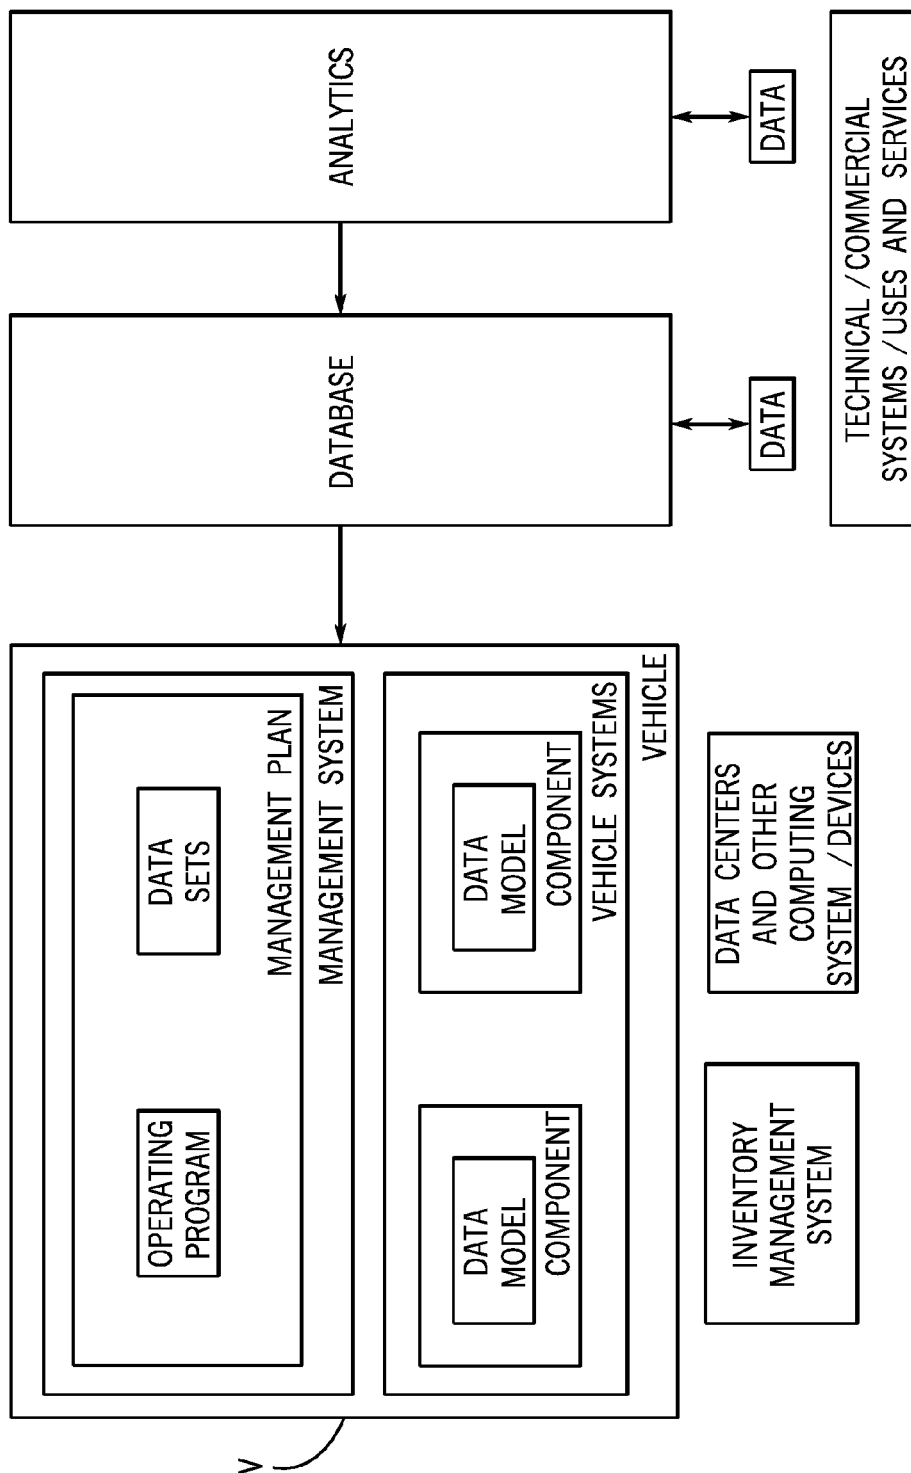 V
OPERATING
PROGRAM
DATA
SETS
MANAGEMENT PLAN
MANAGEMENT SYSTEM
DATA
MODEL
COMPONENT
DATA
MODEL
COMPONENT
VEHICLE SYSTEMS
VEHICLE
DATABASE
ANALYTICS
DATA
DATA
INVENTORY
MANAGEMENT
SYSTEM
DATA CENTERS
AND OTHER
COMPUTING
SYSTEM / DEVICES
TECHNICAL / COMMERCIAL
SYSTEMS / USES AND SERVICES